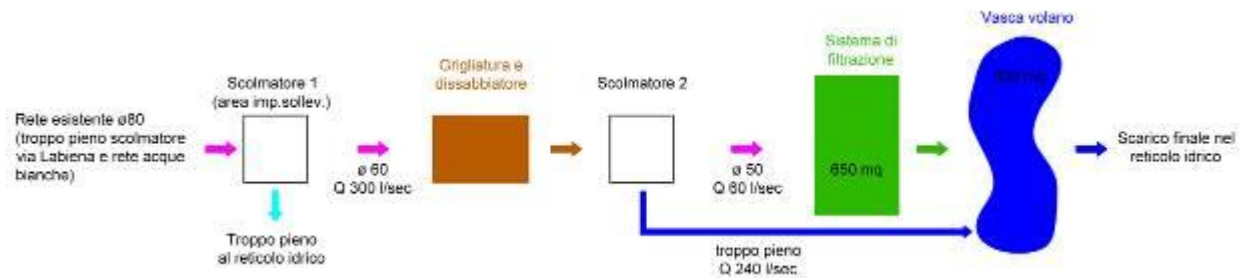 Rete esistente ø80
(troppo pieno scolmatore
via Labiena e rete acque
bianche)
Scolmatore 1
(area imp.sollev.)
Troppo pieno
al reticolo idrico
ø 60
Q 300 l/sec
Grigliatura e
dissabbiatore
Scolmatore 2
ø 50
Q 60 l/sec
troppo pieno
Q 240 l/sec
Sistema di
filtrazione
650 mq
Vasca volano
mq
Scarico finale nel
reticolo idrico